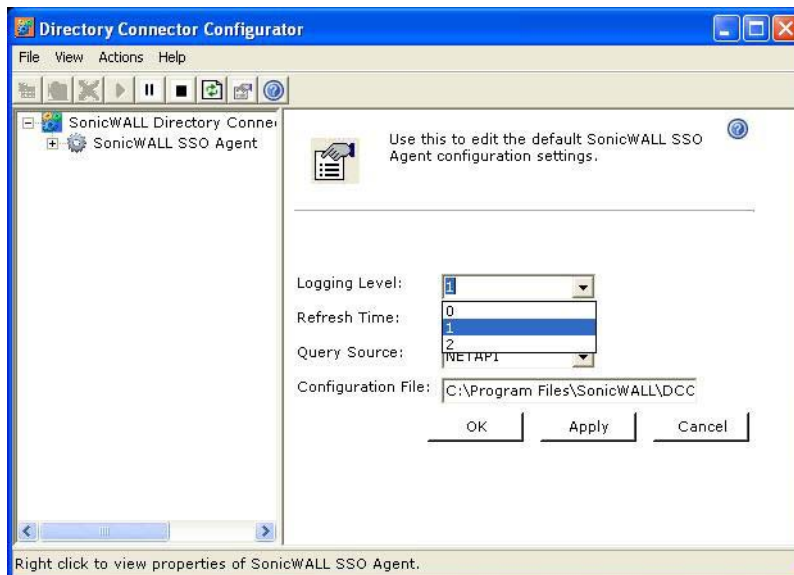 Directory Connector Configurator
File View Actions Help
SonicWALL Directory Conne
SonicWALL SSO Agent
Use this to edit the default SonicWALL SSO
Agent configuration settings.
Logging Level: 1
0
1
2
Refresh Time:
Query Source: NETAPI
Configuration File: C:\Program Files\SonicWALL\DCC
OK Apply Cancel
Right click to view properties of SonicWALL SSO Agent.